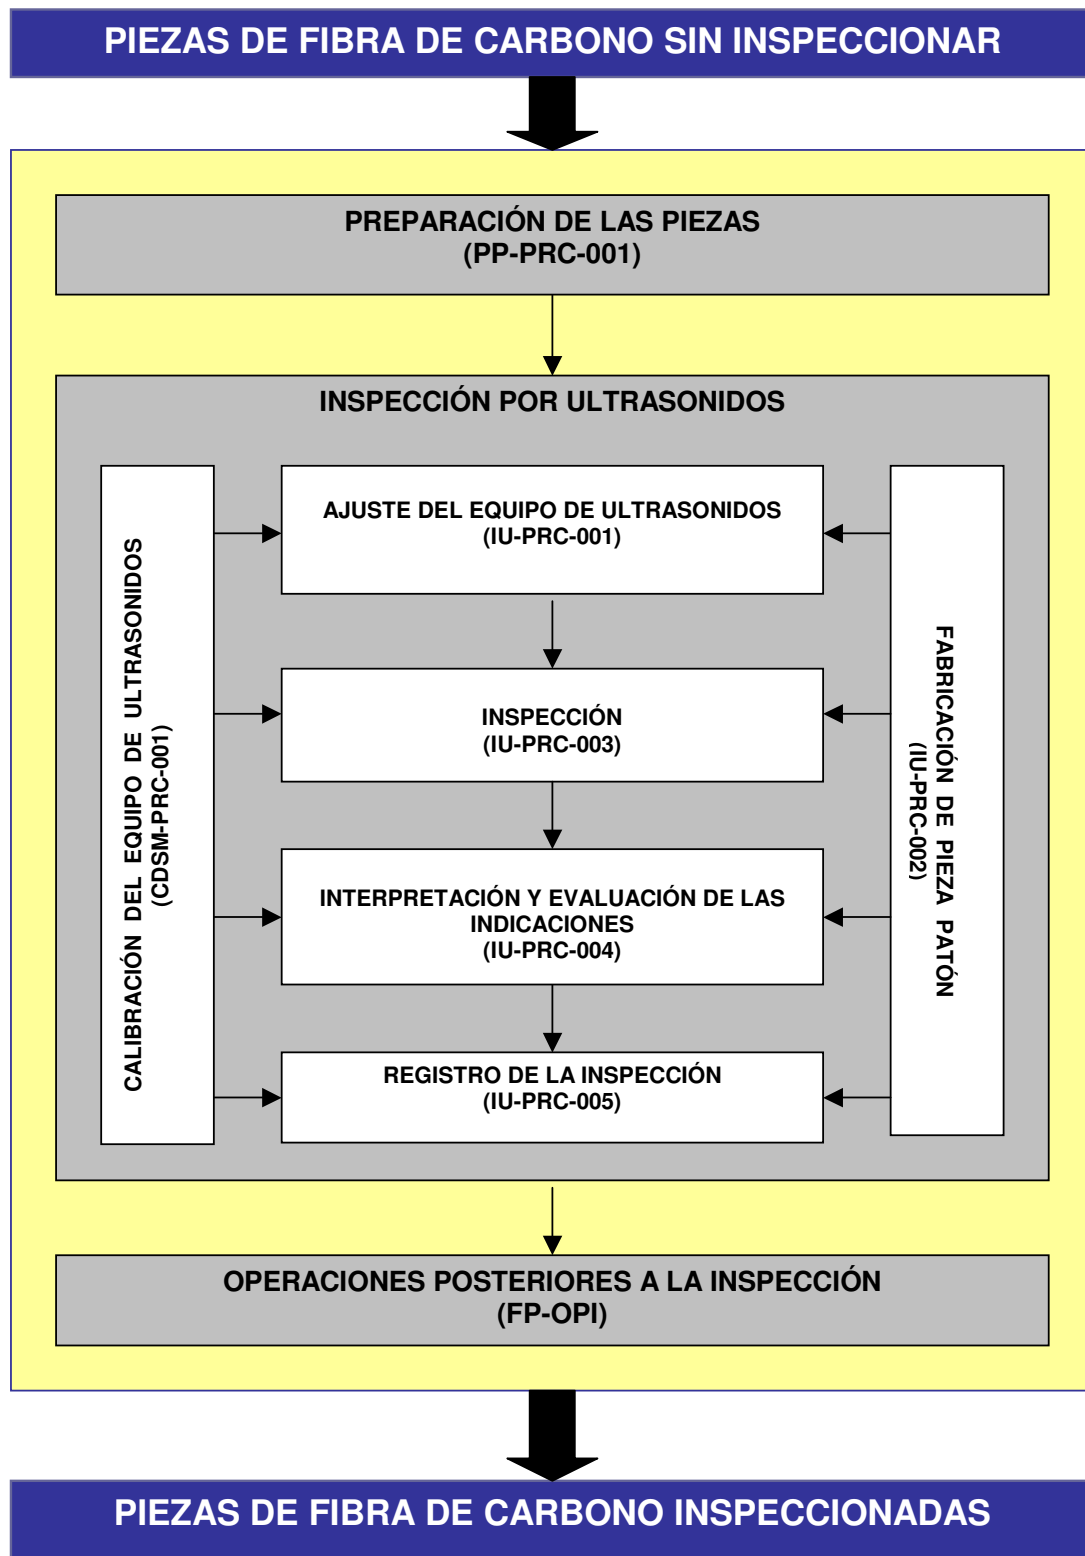 PIEZAS DE FIBRA DE CARBONO SIN INSPECCIONAR
PREPARACIÓN DE LAS PIEZAS
(PP-PRC-001)
INSPECCIÓN POR ULTRASONIDOS
CALIBRACIÓN DEL EQUIPO DE ULTRASONIDOS
(CDSM-PRC-001)
AJUSTE DEL EQUIPO DE ULTRASONIDOS
(IU-PRC-001)
INSPECCIÓN
(IU-PRC-003)
INTERPRETACIÓN Y EVALUACIÓN DE LAS
INDICACIONES
(IU-PRC-004)
REGISTRO DE LA INSPECCIÓN
(IU-PRC-005)
FABRICACIÓN DE PIEZA PATÓN
(IU-PRC-002)
OPERACIONES POSTERIORES A LA INSPECCIÓN
(FP-OPI)
PIEZAS DE FIBRA DE CARBONO INSPECCIONADAS